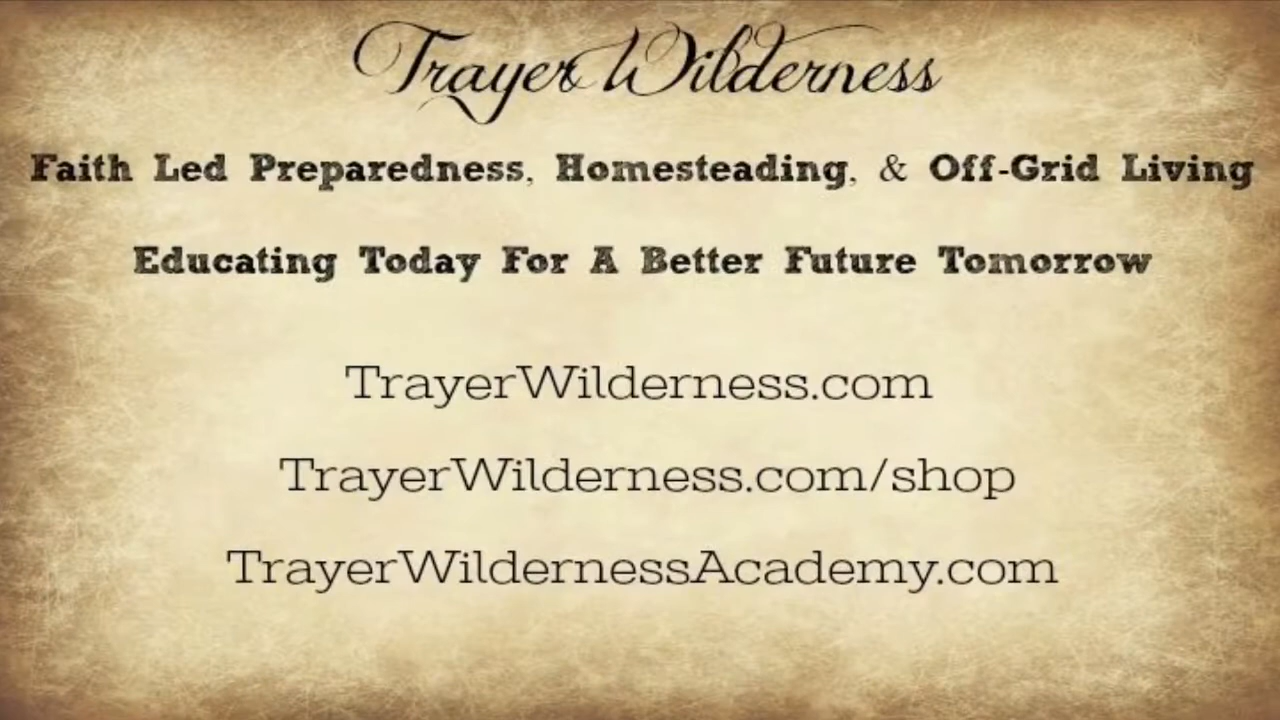 Trayer Wilderness
Faith Led Preparedness, Homesteading, & Off-Grid Living
Educating Today For A Better Future Tomorrow
TrayerWilderness.com
TrayerWilderness.com/shop
TrayerWildernessAcademy.com